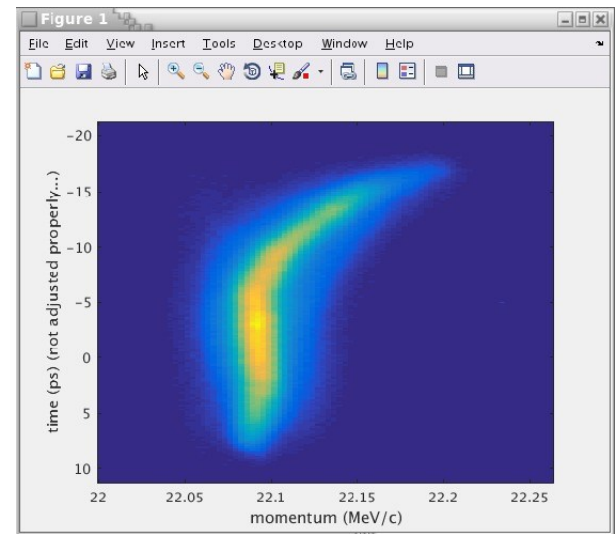 Figure 1
File Edit View Insert Tools Desktop Window Help
-20
-15
-10
-5
0
5
10
time (ps) (not adjusted properly...)
22 22.05 22.1 22.15 22.2 22.25
momentum (MeV/c)